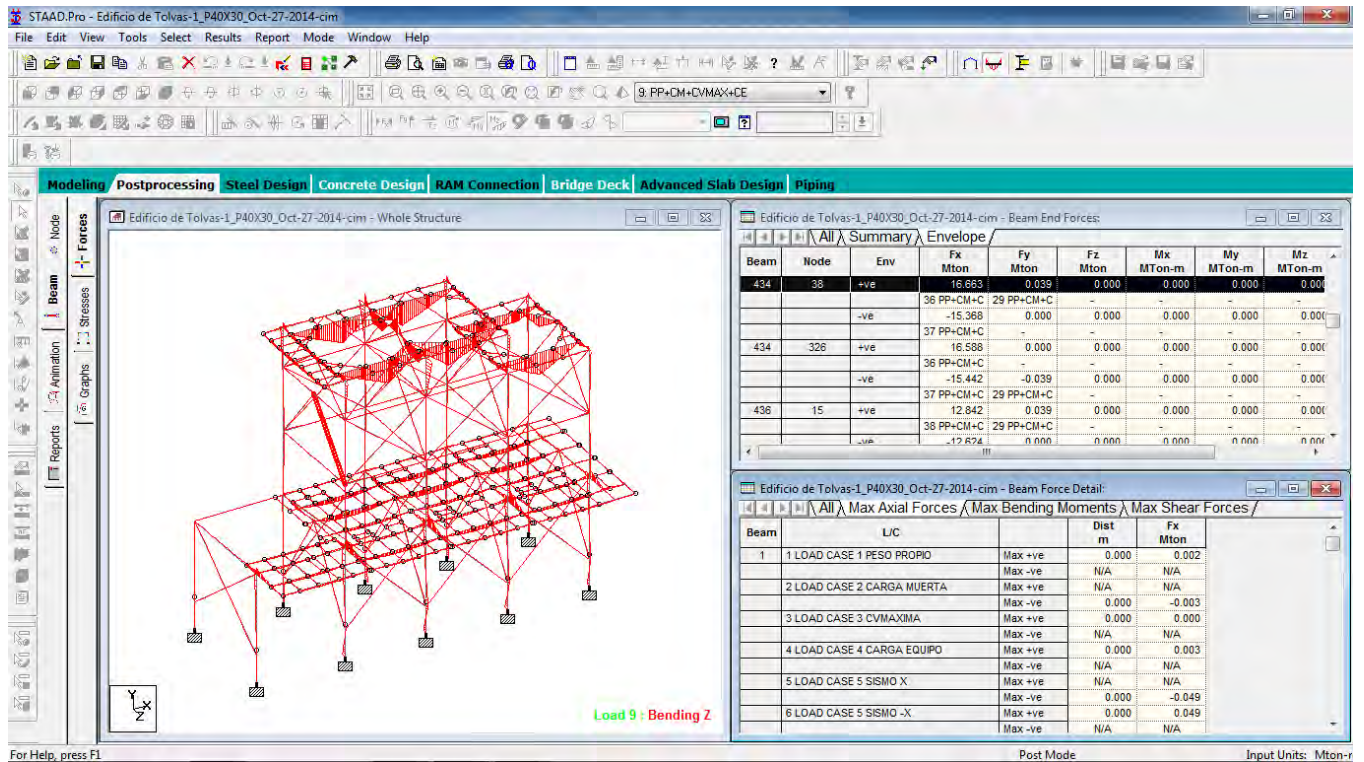 STAAD.Pro - Edificio de Tolvas-1_P40X30_Oct-27-2014-cim
File Edit View Tools Select Results Report Mode Window Help
9: PP+CM+CVMAX+CE
Modeling Postprocessing Steel Design Concrete Design RAM Connection Bridge Deck Advanced Slab Design Piping
Node
Beam
Animation
Reports
Forces
Stresses
Graphs
Edificio de Tolvas-1_P40X30_Oct-27-2014-cim - Whole Structure
Y
X
Z
Load 9 : Bending Z
Edificio de Tolvas-1_P40X30_Oct-27-2014-cim - Beam End Forces:
All Summary Envelope
Beam Node Env Fx Mton Fy Mton Fz Mton Mx MTon-m My MTon-m Mz MTon-m
434 38 +ve 16.663 0.039 0.000 0.000 0.000 0.000
36 PP+CM+C 29 PP+CM+C - - - -
-ve -15.368 0.000 0.000 0.000 0.000 0.000
37 PP+CM+C - - - - -
434 326 +ve 16.588 0.000 0.000 0.000 0.000 0.000
36 PP+CM+C - - - - -
-ve -15.442 -0.039 0.000 0.000 0.000 0.000
37 PP+CM+C 29 PP+CM+C - - - -
436 15 +ve 12.842 0.039 0.000 0.000 0.000 0.000
38 PP+CM+C 29 PP+CM+C - - - -
-ve -12.624 0.000 0.000 0.000 0.000 0.000
Edificio de Tolvas-1_P40X30_Oct-27-2014-cim - Beam Force Detail:
All Max Axial Forces Max Bending Moments Max Shear Forces
Beam L/C Dist m Fx Mton
1 1 LOAD CASE 1 PESO PROPIO Max +ve 0.000 0.002
Max -ve N/A N/A
2 LOAD CASE 2 CARGA MUERTA Max +ve N/A N/A
Max -ve 0.000 -0.003
3 LOAD CASE 3 CVMAXIMA Max +ve 0.000 0.000
Max -ve N/A N/A
4 LOAD CASE 4 CARGA EQUIPO Max +ve 0.000 0.003
Max -ve N/A N/A
5 LOAD CASE 5 SISMO X Max +ve N/A N/A
Max -ve 0.000 -0.049
6 LOAD CASE 5 SISMO -X Max +ve 0.000 0.049
Max -ve N/A N/A
For Help, press F1
Post Mode
Input Units: Mton-